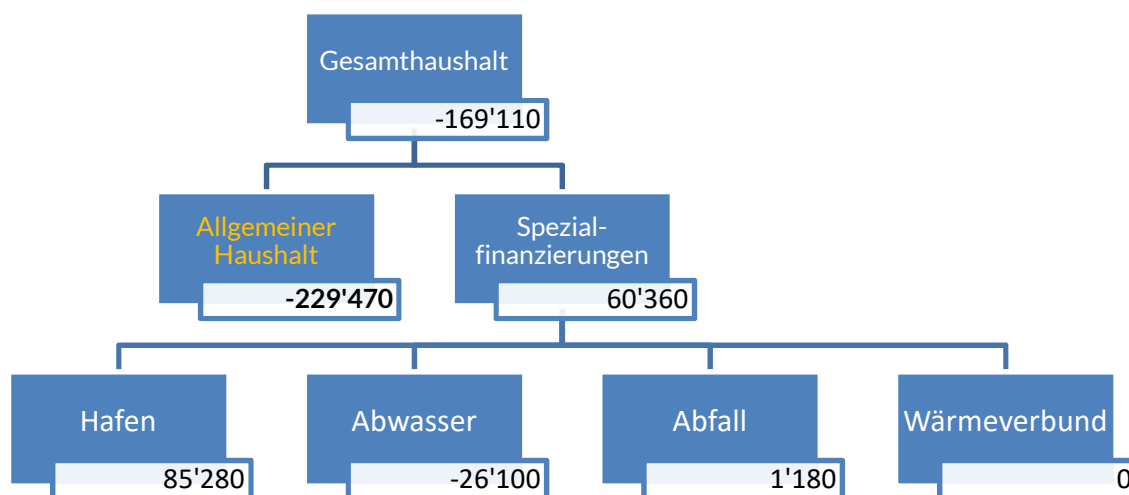 Gesamthaushalt
-169'110
Allgemeiner
Haushalt
-229'470
Spezial-
finanzierungen
60'360
Hafen
85'280
Abwasser
-26'100
Abfall
1'180
Wärmeverbund
0